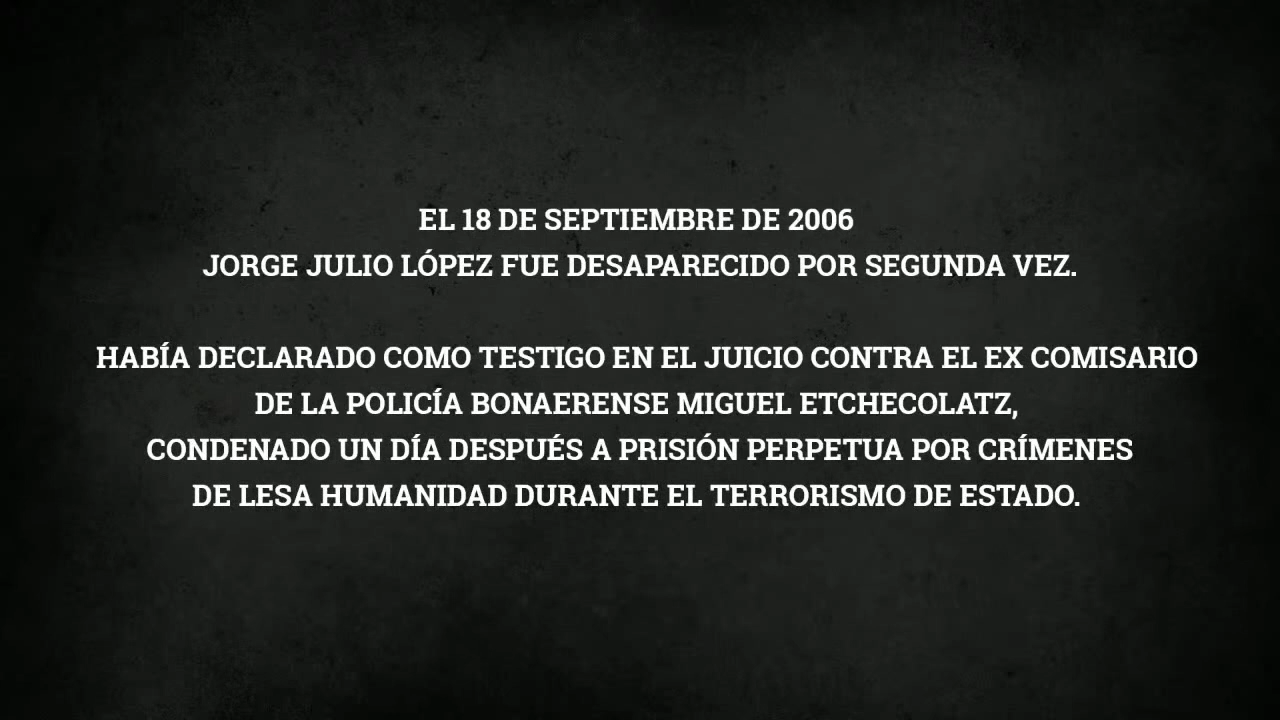 EL 18 DE SEPTIEMBRE DE 2006
JORGE JULIO LÓPEZ FUE DESAPARECIDO POR SEGUNDA VEZ.
HABÍA DECLARADO COMO TESTIGO EN EL JUICIO CONTRA EL EX COMISARIO
DE LA POLICÍA BONAERENSE MIGUEL ETCHECOLATZ,
CONDENADO UN DÍA DESPUÉS A PRISIÓN PERPETUA POR CRÍMENES
DE LESA HUMANIDAD DURANTE EL TERRORISMO DE ESTADO.